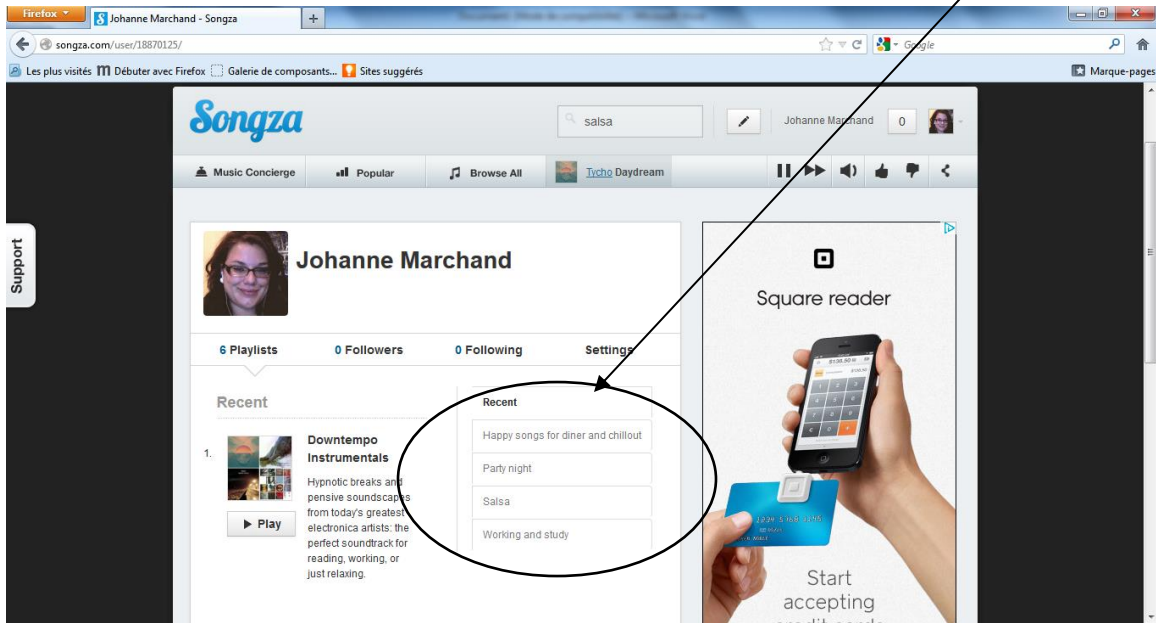 Firefox
Johanne Marchand - Songza
songza.com/user/18870125/
Google
Les plus visités Débuter avec Firefox Galerie de composants... Sites suggérés
Marque-pages
Songza
salsa
Johanne Marchand 0
Music Concierge Popular Browse All Tycho Daydream
Support
Johanne Marchand
6 Playlists 0 Followers 0 Following Settings
Recent
1.
Downtempo
Instrumentals
Hypnotic breaks and
pensive soundscapes
from today's greatest
electronica artists: the
perfect soundtrack for
reading, working, or
just relaxing.
Play
Recent
Happy songs for diner and chillout
Party night
Salsa
Working and study
Square reader
Start
accepting
credit cards